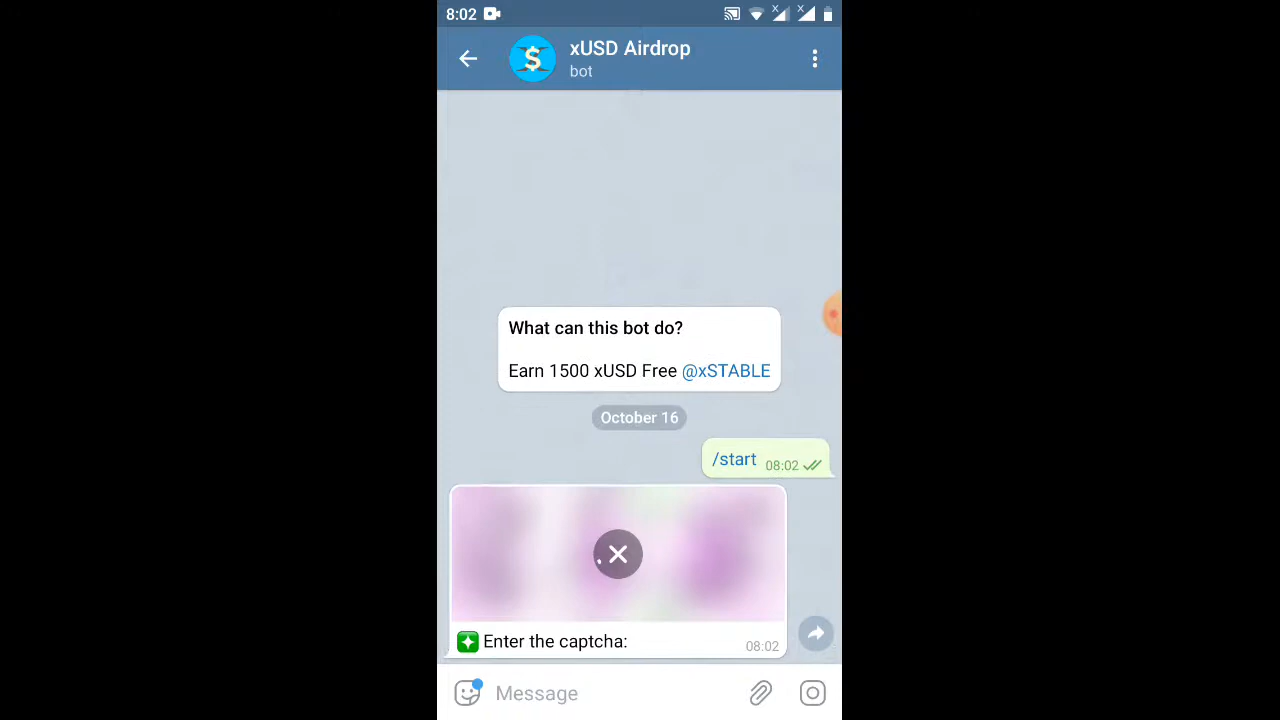 8:02
xUSD Airdrop
bot
What can this bot do?
Earn 1500 xUSD Free @xSTABLE
October 16
/start 08:02
Enter the captcha:
08:02
Message